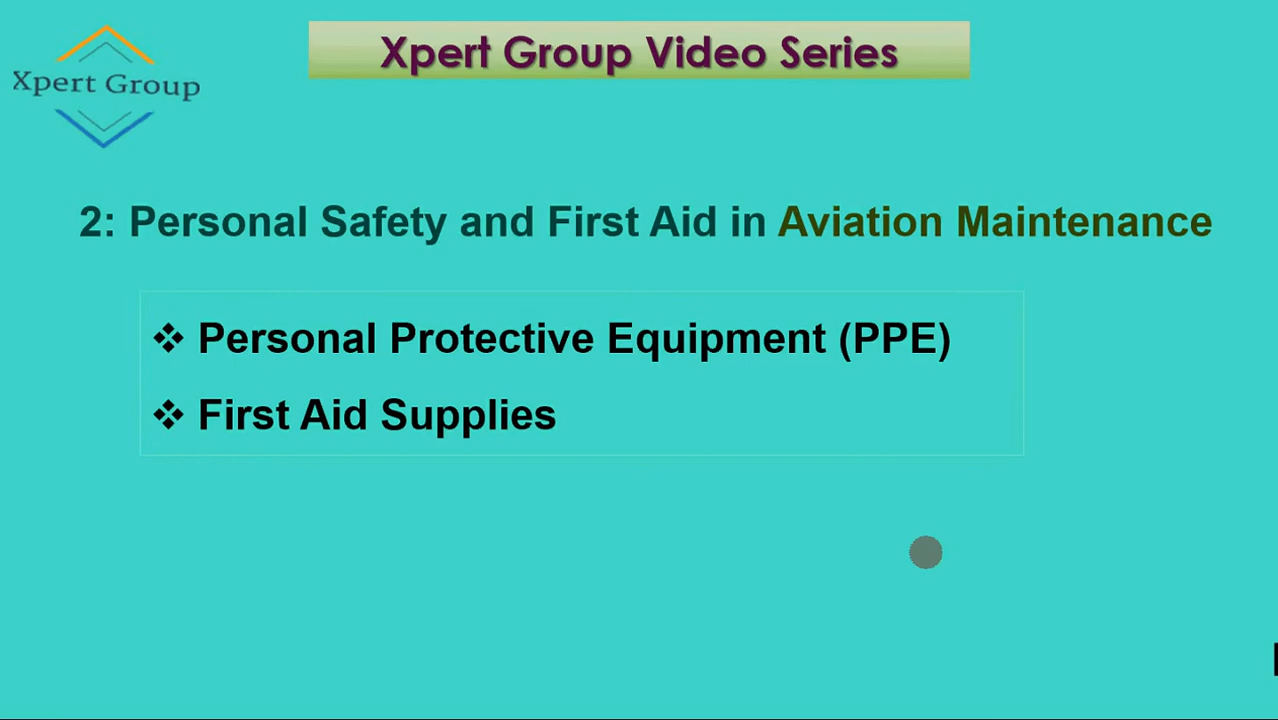 Xpert Group Video Series
Xpert Group
2: Personal Safety and First Aid in Aviation Maintenance
❖ Personal Protective Equipment (PPE)
❖ First Aid Supplies